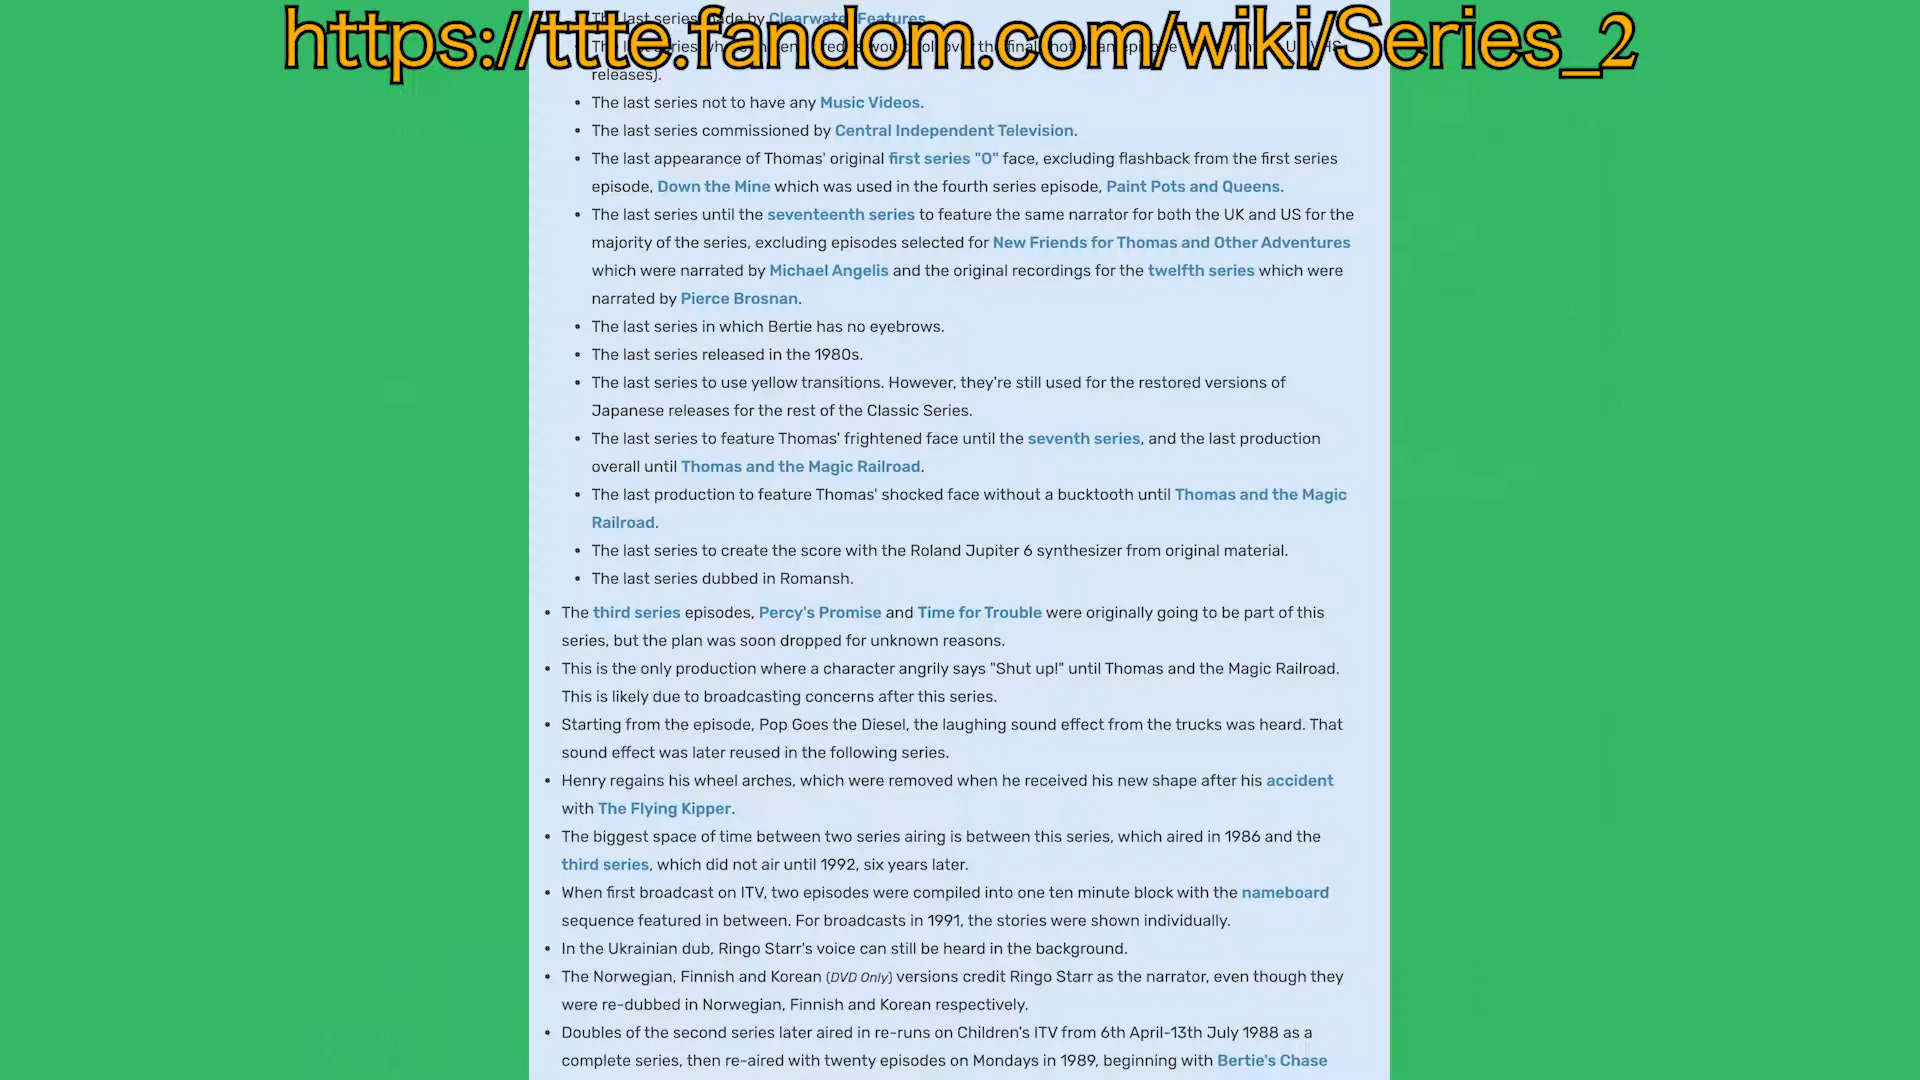 https://ttte.fandom.com/wiki/Series_2
The last series made by Clearwater Features.
releases).
The last series not to have any Music Videos.
The last series commissioned by Central Independent Television.
The last appearance of Thomas' original first series "O" face, excluding flashback from the first series
episode, Down the Mine which was used in the fourth series episode, Paint Pots and Queens.
The last series until the seventeenth series to feature the same narrator for both the UK and US for the
majority of the series, excluding episodes selected for New Friends for Thomas and Other Adventures
which were narrated by Michael Angelis and the original recordings for the twelfth series which were
narrated by Pierce Brosnan.
The last series in which Bertie has no eyebrows.
The last series released in the 1980s.
The last series to use yellow transitions. However, they're still used for the restored versions of
Japanese releases for the rest of the Classic Series.
The last series to feature Thomas' frightened face until the seventh series, and the last production
overall until Thomas and the Magic Railroad.
The last production to feature Thomas' shocked face without a bucktooth until Thomas and the Magic
Railroad.
The last series to create the score with the Roland Jupiter 6 synthesizer from original material.
The last series dubbed in Romansh.
The third series episodes, Percy's Promise and Time for Trouble were originally going to be part of this
series, but the plan was soon dropped for unknown reasons.
This is the only production where a character angrily says "Shut up!" until Thomas and the Magic Railroad.
This is likely due to broadcasting concerns after this series.
Starting from the episode, Pop Goes the Diesel, the laughing sound effect from the trucks was heard. That
sound effect was later reused in the following series.
Henry regains his wheel arches, which were removed when he received his new shape after his accident
with The Flying Kipper.
The biggest space of time between two series airing is between this series, which aired in 1986 and the
third series, which did not air until 1992, six years later.
When first broadcast on ITV, two episodes were compiled into one ten minute block with the nameboard
sequence featured in between. For broadcasts in 1991, the stories were shown individually.
In the Ukrainian dub, Ringo Starr's voice can still be heard in the background.
The Norwegian, Finnish and Korean (DVD Only) versions credit Ringo Starr as the narrator, even though they
were re-dubbed in Norwegian, Finnish and Korean respectively.
Doubles of the second series later aired in re-runs on Children's ITV from 6th April-13th July 1988 as a
complete series, then re-aired with twenty episodes on Mondays in 1989, beginning with Bertie's Chase